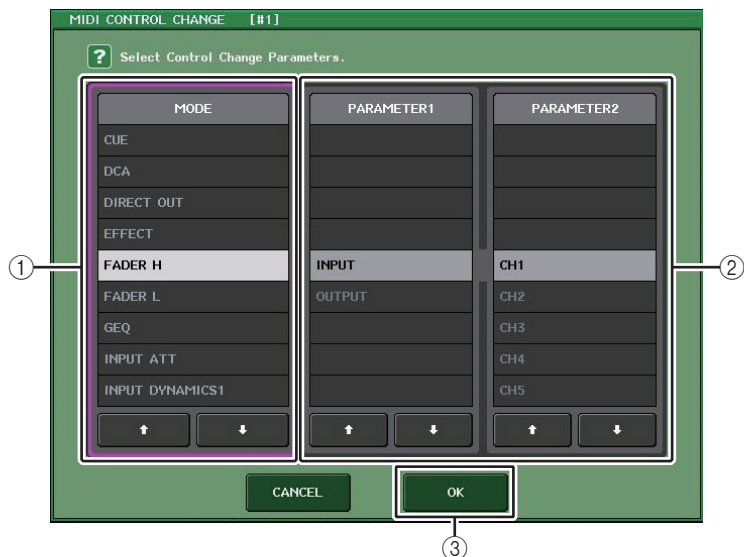 MIDI CONTROL CHANGE [#1]
? Select Control Change Parameters.
MODE
CUE
DCA
DIRECT OUT
EFFECT
FADER H
FADER L
GEQ
INPUT ATT
INPUT DYNAMICS1
PARAMETER1
INPUT
OUTPUT
PARAMETER2
CH1
CH2
CH3
CH4
CH5
CANCEL
OK
①
②
③